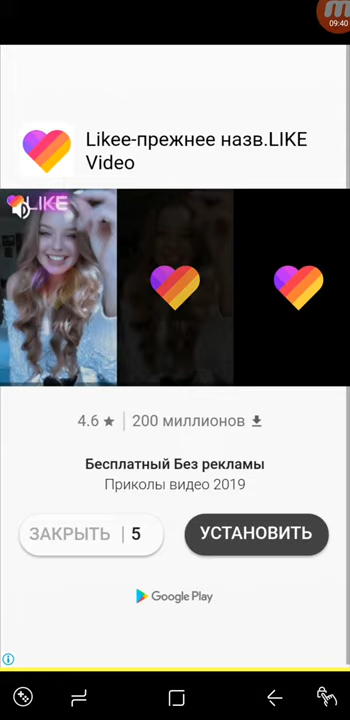 09:40
Likee-прежнее назв.LIKE
Video
LIKE
4.6 ★ | 200 миллионов
Бесплатный Без рекламы
Приколы видео 2019
ЗАКРЫТЬ | 5
УСТАНОВИТЬ
Google Play